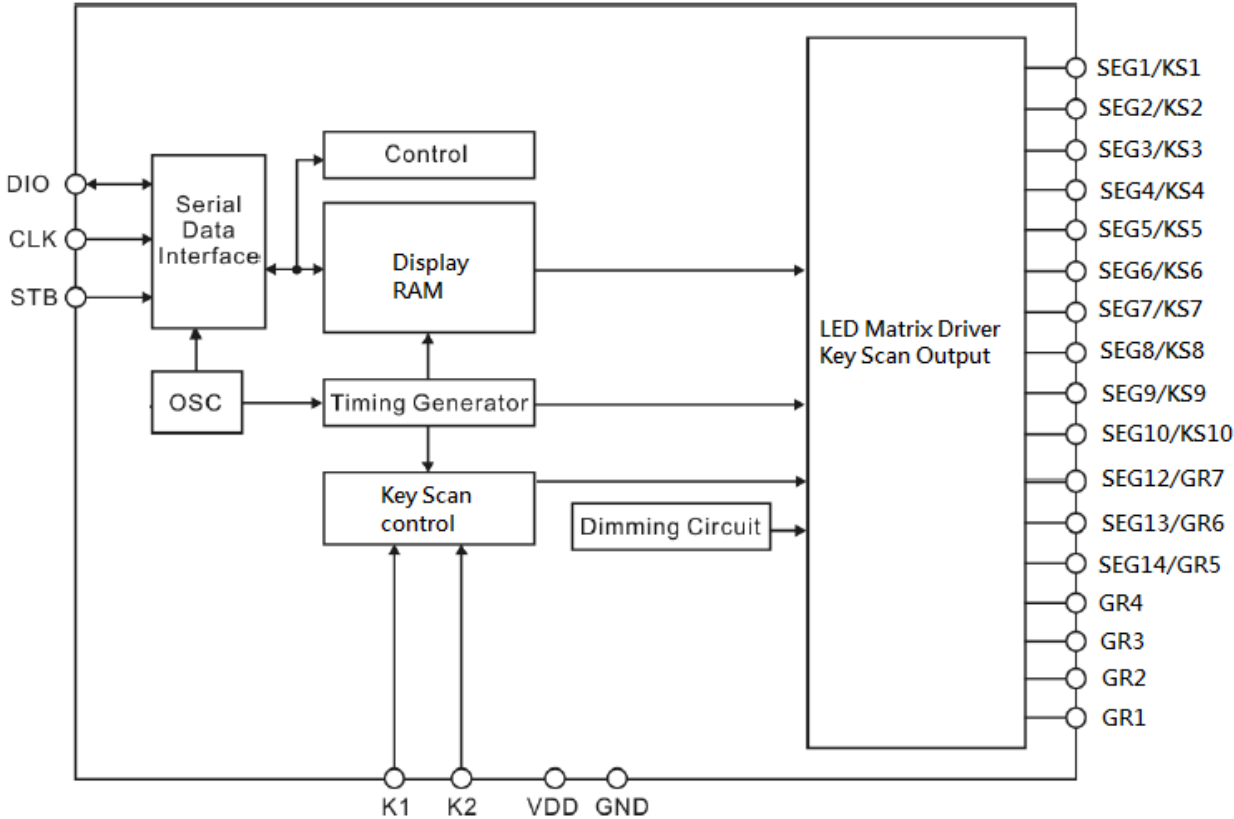 DIO
CLK
STB
Serial
Data
Interface
Control
Display
RAM
OSC
Timing Generator
Key Scan
control
Dimming Circuit
LED Matrix Driver
Key Scan Output
SEG1/KS1
SEG2/KS2
SEG3/KS3
SEG4/KS4
SEG5/KS5
SEG6/KS6
SEG7/KS7
SEG8/KS8
SEG9/KS9
SEG10/KS10
SEG12/GR7
SEG13/GR6
SEG14/GR5
GR4
GR3
GR2
GR1
K1
K2
VDD
GND